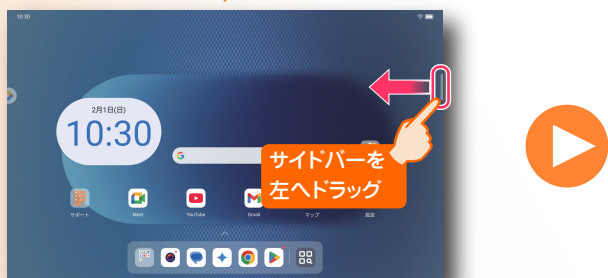 10:30
2月1日(日)
10:30
サイドバーを
左へドラッグ
サポート
Meet
YouTube
Gmail
マップ
設定